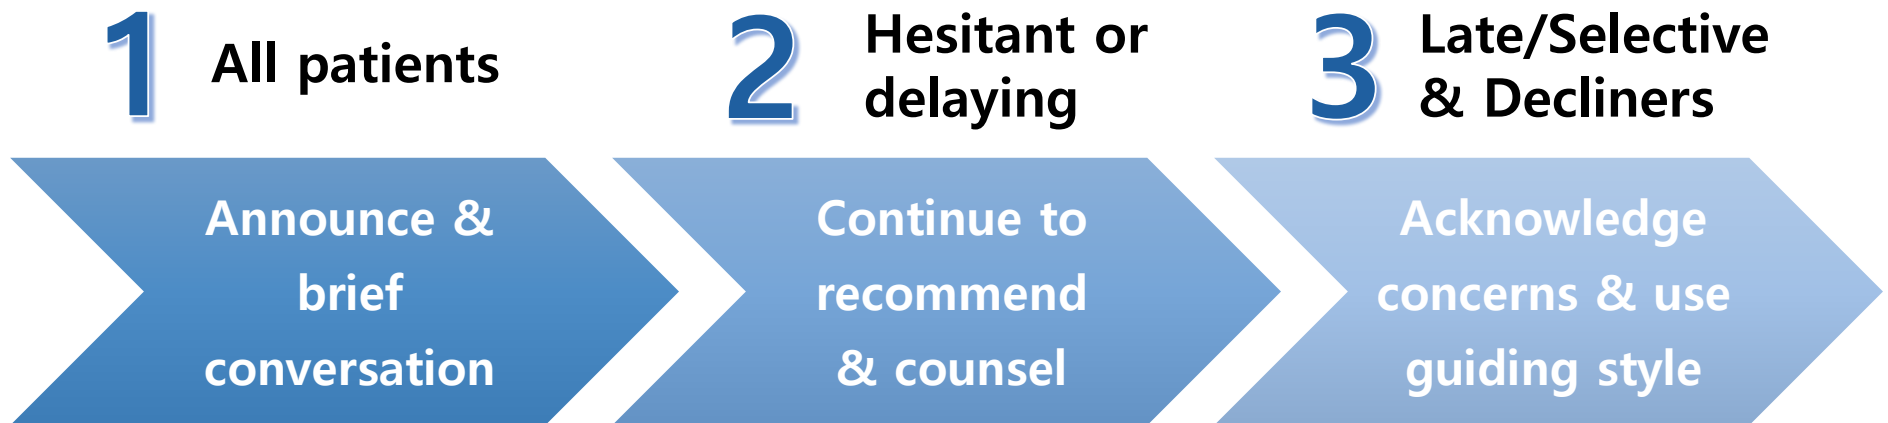 1
All patients
2
Hesitant or
delaying
3
Late/Selective
& Decliners
Announce &
brief
conversation
Continue to
recommend
& counsel
Acknowledge
concerns & use
guiding style